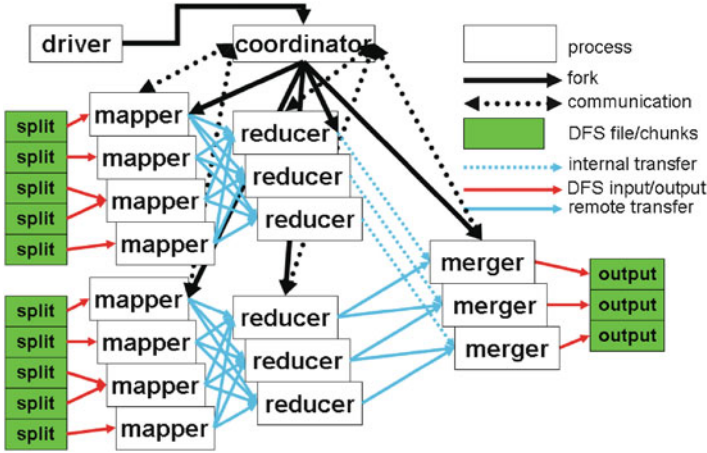 driver
coordinator
process
fork
communication
DFS file/chunks
internal transfer
DFS input/output
remote transfer
split
split
split
split
split
mapper
mapper
mapper
mapper
reducer
reducer
reducer
split
split
split
split
split
mapper
mapper
mapper
mapper
reducer
reducer
reducer
merger
merger
merger
output
output
output